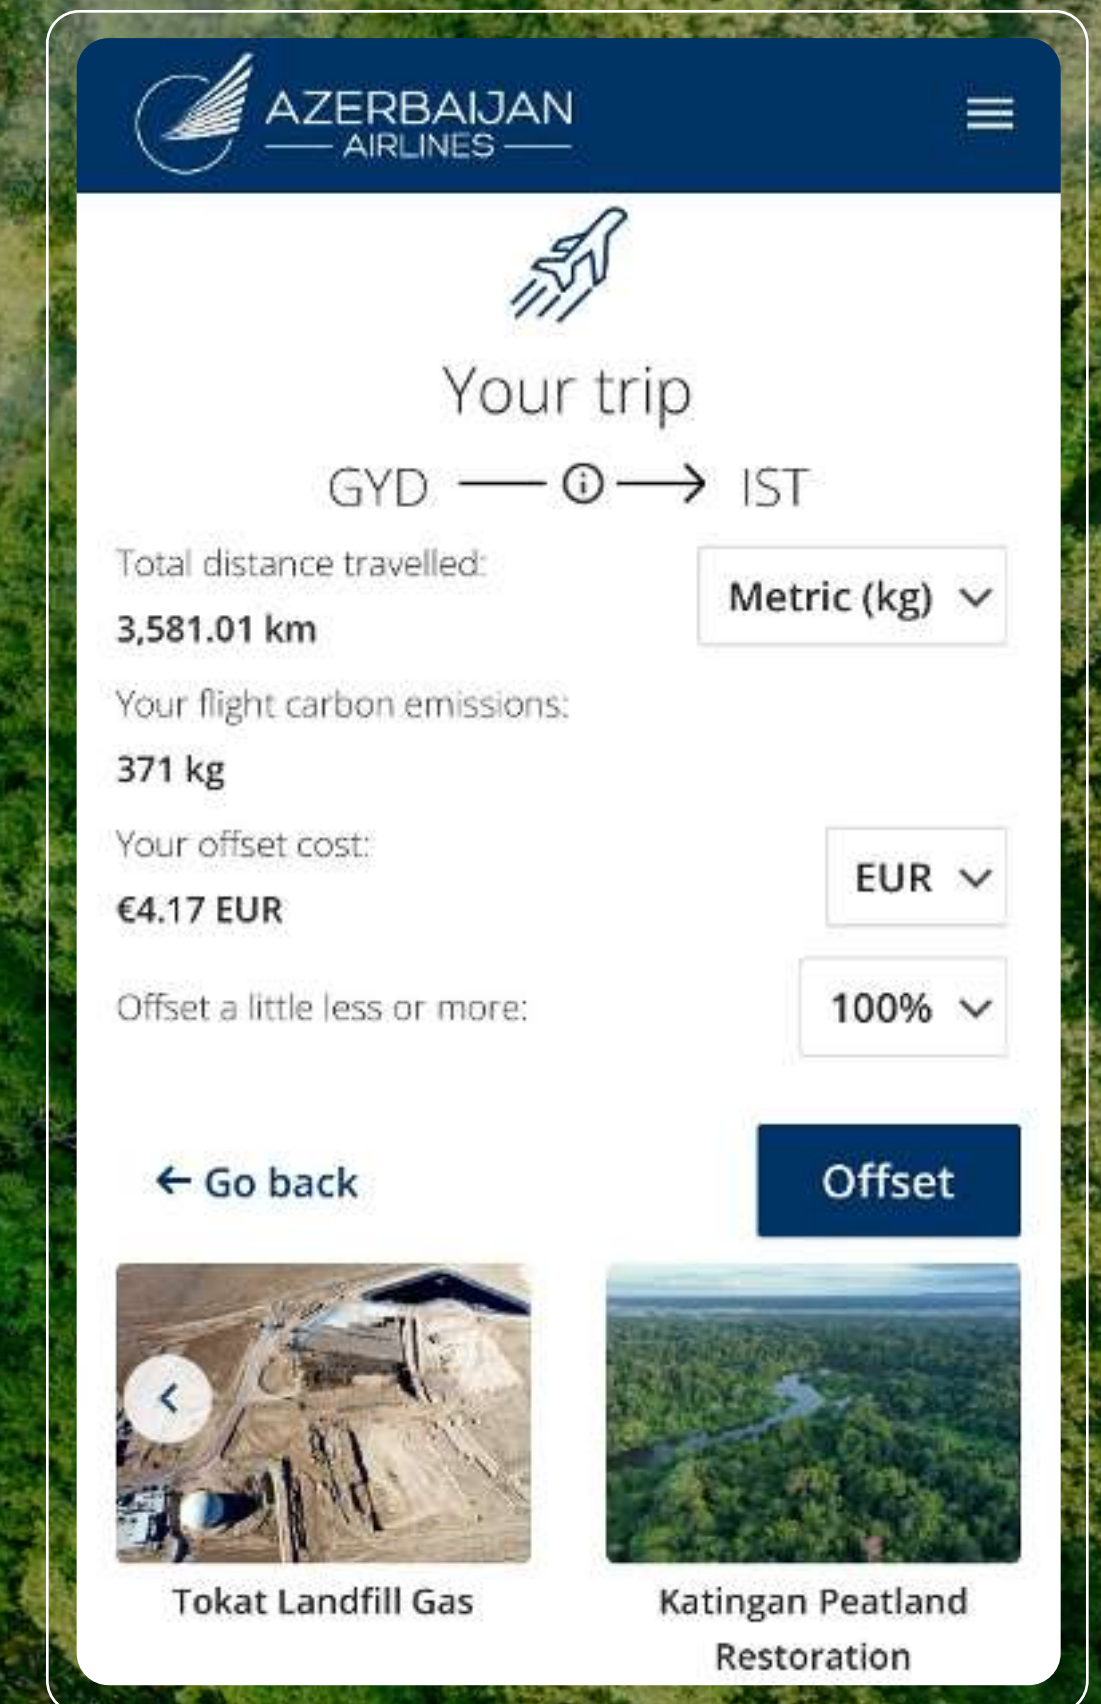 AZERBAIJAN
AIRLINES
Your trip
GYD IST
Total distance travelled:
Metric (kg)
3,581.01 km
Your flight carbon emissions:
371 kg
Your offset cost:
EUR
€4.17 EUR
Offset a little less or more:
100%
← Go back
Offset
Tokat Landfill Gas
Katingan Peatland
Restoration